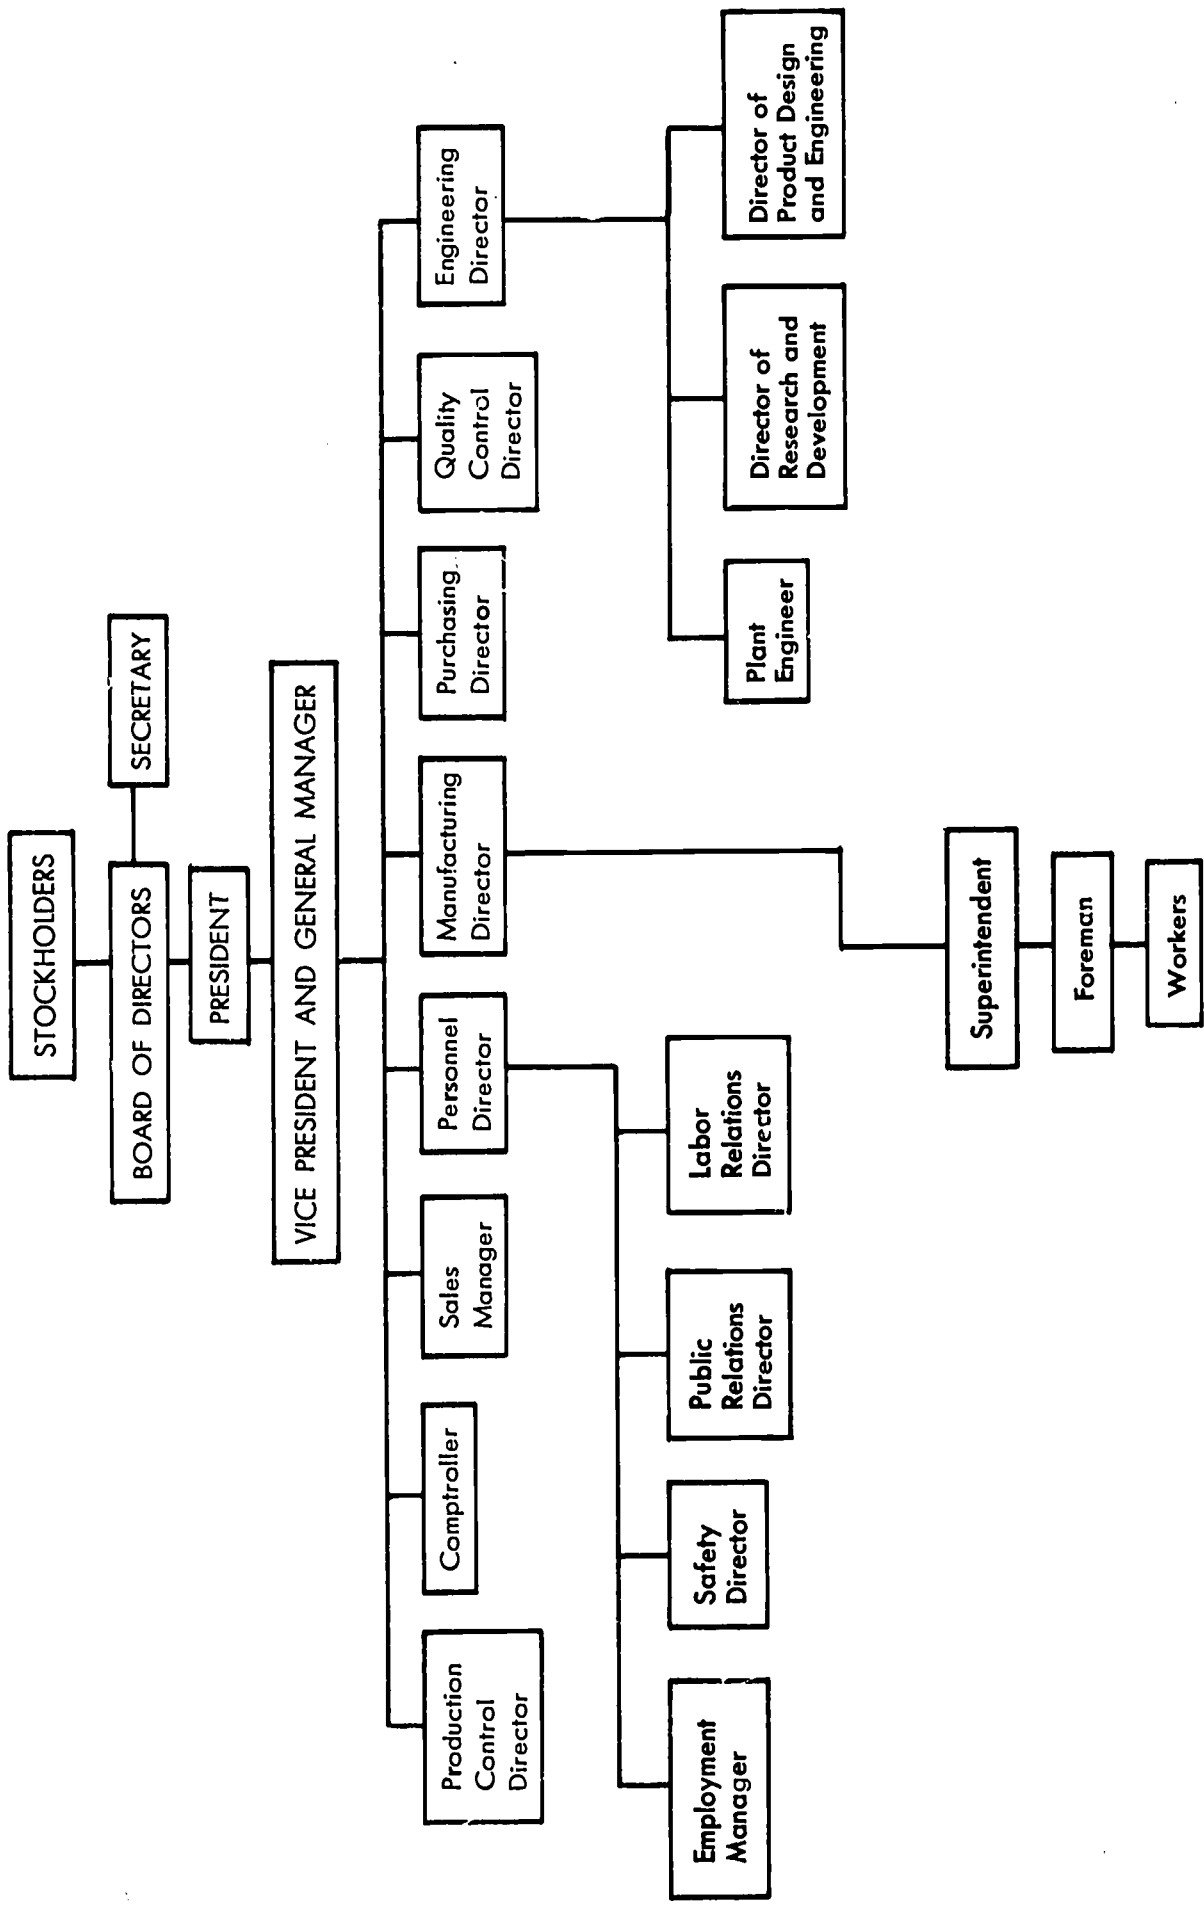 STOCKHOLDERS
BOARD OF DIRECTORS
SECRETARY
PRESIDENT
VICE PRESIDENT AND GENERAL MANAGER
Production
Control
Director
Comptroller
Sales
Manager
Personnel
Director
Manufacturing
Director
Purchasing
Director
Quality
Control
Director
Engineering
Director
Employment
Manager
Safety
Director
Public
Relations
Director
Labor
Relations
Director
Plant
Engineer
Director of
Research and
Development
Director of
Product Design
and Engineering
Superintendent
Foreman
Workers